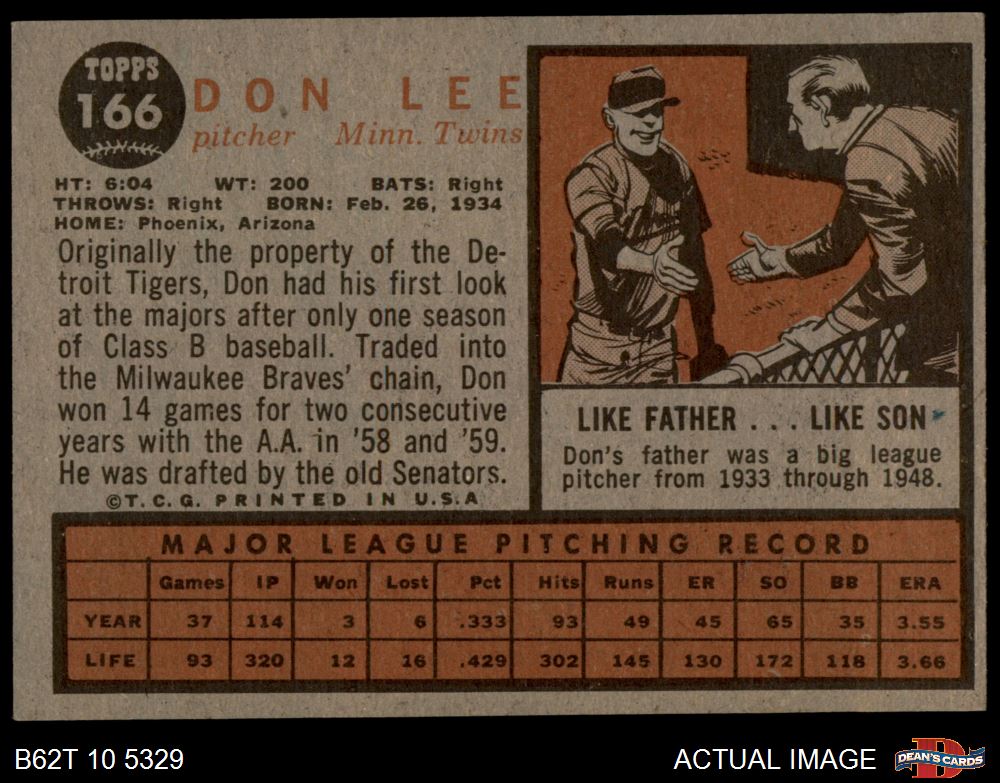 TOPPS
166
DON LEE
pitcher Minn. Twins
HT: 6:04 WT: 200 BATS: Right
THROWS: Right BORN: Feb. 26, 1934
HOME: Phoenix, Arizona
Originally the property of the De-
troit Tigers, Don had his first look
at the majors after only one season
of Class B baseball. Traded into
the Milwaukee Braves' chain, Don
won 14 games for two consecutive
years with the A.A. in '58 and '59.
He was drafted by the old Senators.
©T.C.G. PRINTED IN U.S.A
LIKE FATHER . . . LIKE SON
Don's father was a big league
pitcher from 1933 through 1948.
MAJOR LEAGUE PITCHING RECORD
Games IP Won Lost Pct Hits Runs ER SO BB ERA
YEAR 37 114 3 6 .333 93 49 45 65 35 3.55
LIFE 93 320 12 16 .429 302 145 130 172 118 3.66
B62T 10 5329 ACTUAL IMAGE
D
DEAN'S CARDS